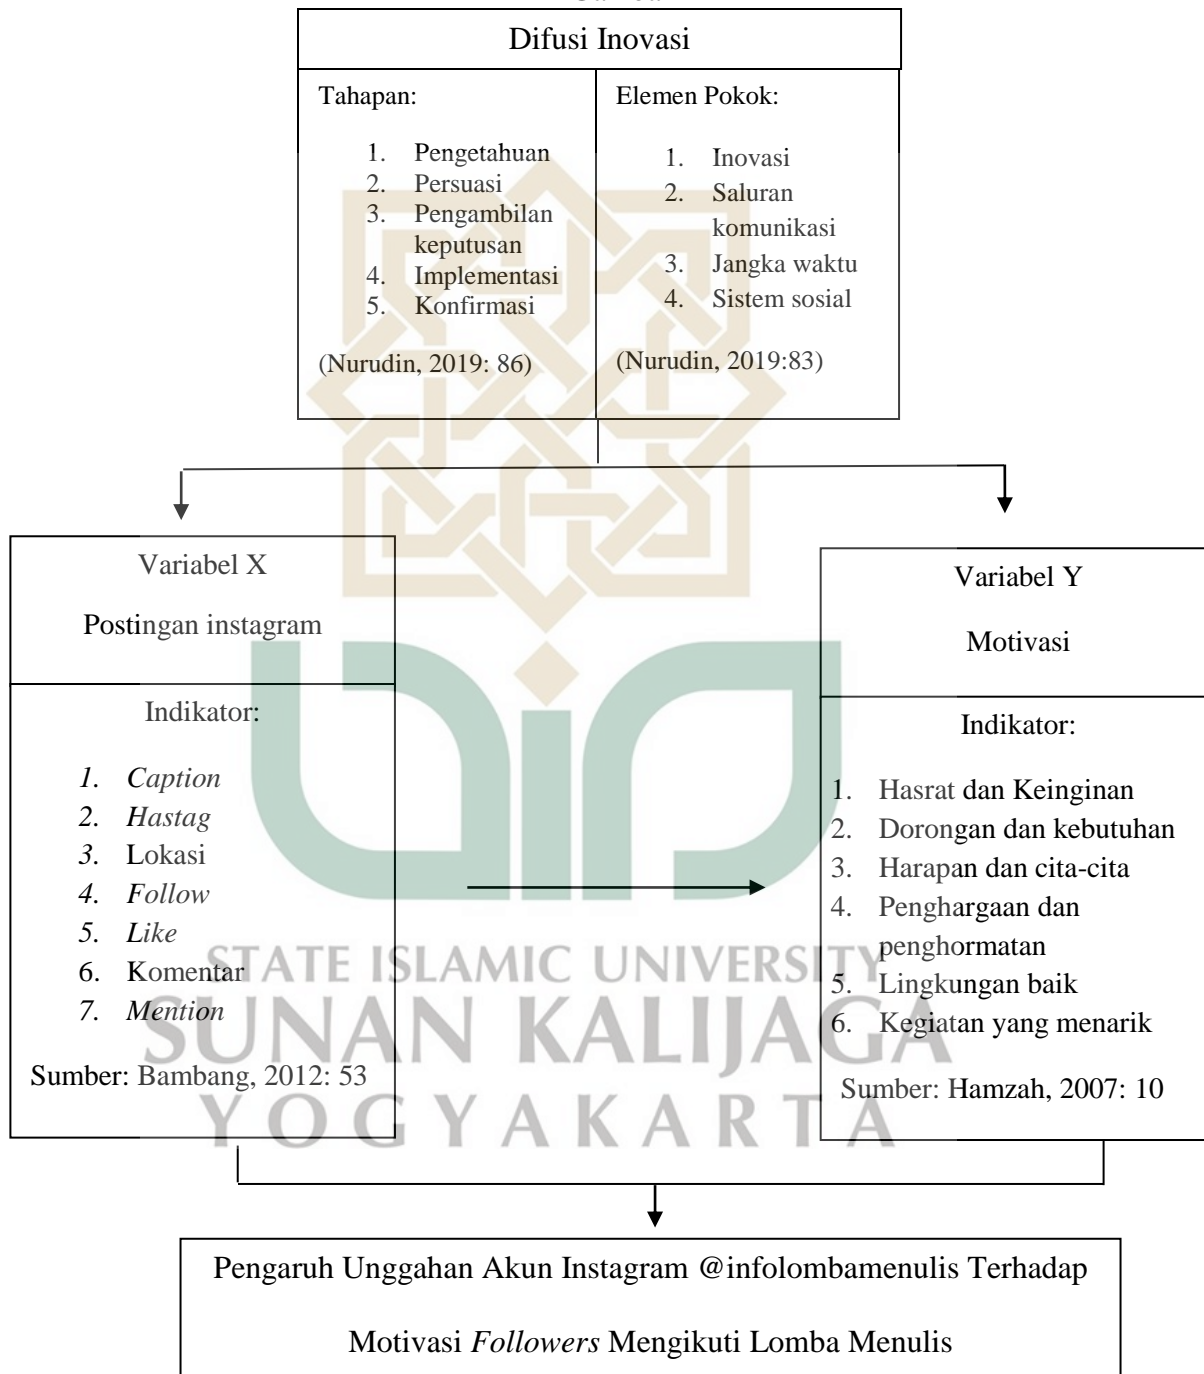 Difusi Inovasi
Tahapan:
1. Pengetahuan
2. Persuasi
3. Pengambilan
keputusan
4. Implementasi
5. Konfirmasi
(Nurudin, 2019: 86)
Elemen Pokok:
1. Inovasi
2. Saluran
komunikasi
3. Jangka waktu
4. Sistem sosial
(Nurudin, 2019:83)
Variabel X
Postingan instagram
Indikator:
1. Caption
2. Hastag
3. Lokasi
4. Follow
5. Like
6. Komentar
7. Mention
Sumber: Bambang, 2012: 53
Variabel Y
Motivasi
Indikator:
1. Hasrat dan Keinginan
2. Dorongan dan kebutuhan
3. Harapan dan cita-cita
4. Penghargaan dan
penghormatan
5. Lingkungan baik
6. Kegiatan yang menarik
Sumber: Hamzah, 2007: 10
STATE ISLAMIC UNIVERSITY
SUNAN KALIJAGA
YOGYAKARTA
Pengaruh Unggahan Akun Instagram @infolombamenulis Terhadap
Motivasi Followers Mengikuti Lomba Menulis